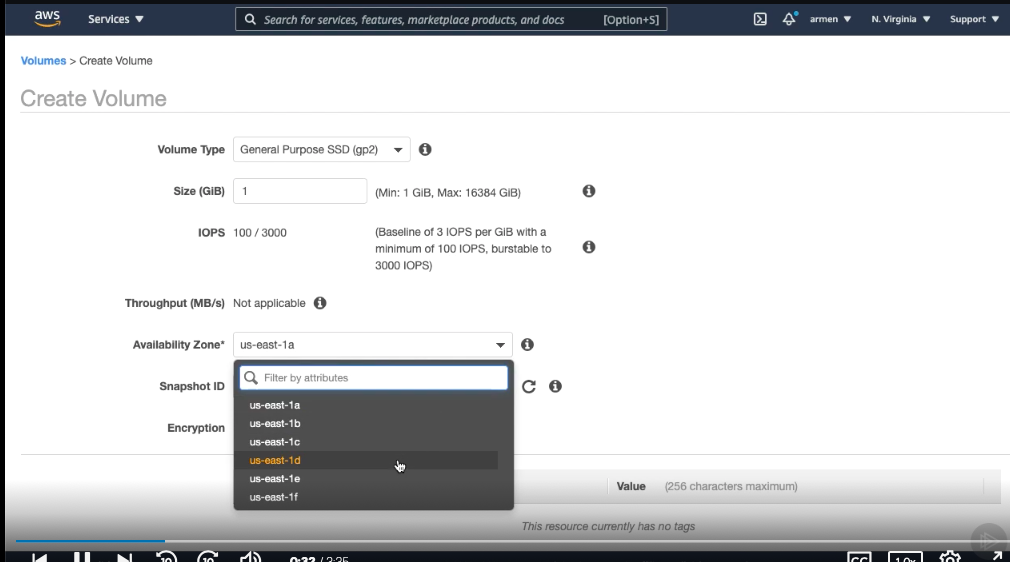 aws Services Search for services, features, marketplace products, and docs [Option+S] armen N. Virginia Support
Volumes > Create Volume
Create Volume
Volume Type General Purpose SSD (gp2)
Size (GiB) 1 (Min: 1 GiB, Max: 16384 GiB)
IOPS 100 / 3000 (Baseline of 3 IOPS per GiB with a
minimum of 100 IOPS, burstable to
3000 IOPS)
Throughput (MB/s) Not applicable
Availability Zone* us-east-1a
Filter by attributes
Snapshot ID
us-east-1a
us-east-1b
Encryption
us-east-1c
us-east-1d
us-east-1e
us-east-1f
Value (256 characters maximum)
This resource currently has no tags
10 10 0:32 / 3:35 CC 1.0x